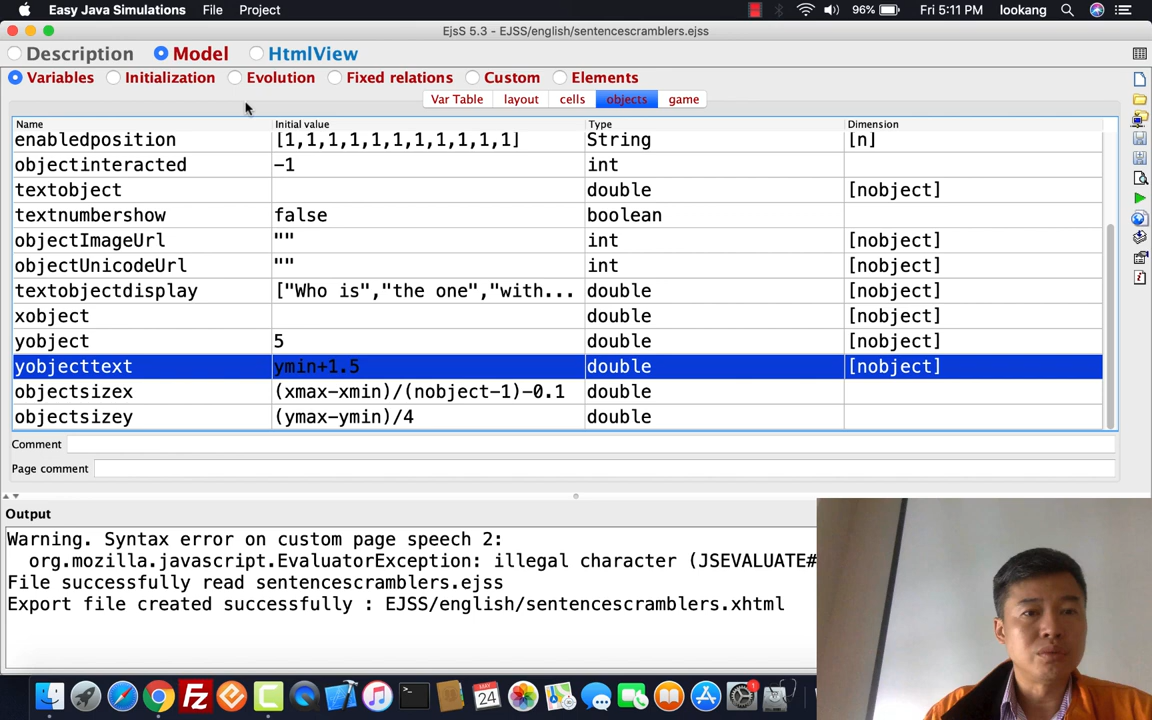 Easy Java Simulations File Project 96% Fri 5:11 PM lookang
EjsS 5.3 - EJSS/english/sentencescramblers.ejss
Description Model HtmlView
Variables Initialization Evolution Fixed relations Custom Elements
Var Table layout cells objects game
Name Initial value Type Dimension
enabledposition [1,1,1,1,1,1,1,1,1,1,1] String [n]
objectinteracted -1 int
textobject double [nobject]
textnumbershow false boolean
objectImageUrl "" int [nobject]
objectUnicodeUrl "" int [nobject]
textobjectdisplay ["Who is","the one","with... double [nobject]
xobject double [nobject]
yobject 5 double [nobject]
yobjecttext ymin+1.5 double [nobject]
objectsizex (xmax-xmin)/(nobject-1)-0.1 double
objectsizey (ymax-ymin)/4 double
Comment
Page comment
Output
Warning. Syntax error on custom page speech 2:
org.mozilla.javascript.EvaluatorException: illegal character (JSEVALUATE#
File successfully read sentencescramblers.ejss
Export file created successfully : EJSS/english/sentencescramblers.xhtml
MAY
24
1